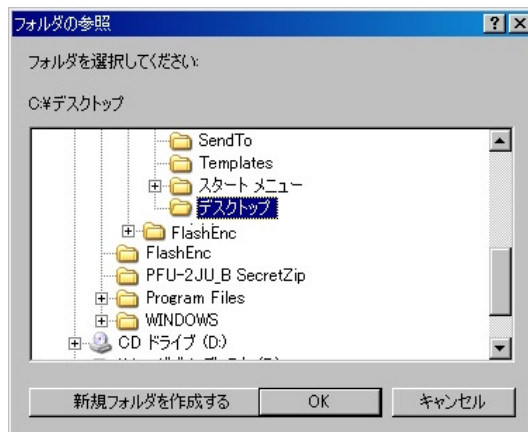 フォルダの参照
フォルダを選択してください:
C:¥デスクトップ
SendTo
Templates
スタート メニュー
デスクトップ
FlashEnc
FlashEnc
PFU-2JU_B SecretZip
Program Files
WINDOWS
CD ドライブ (D:)
新規フォルダを作成する
OK
キャンセル